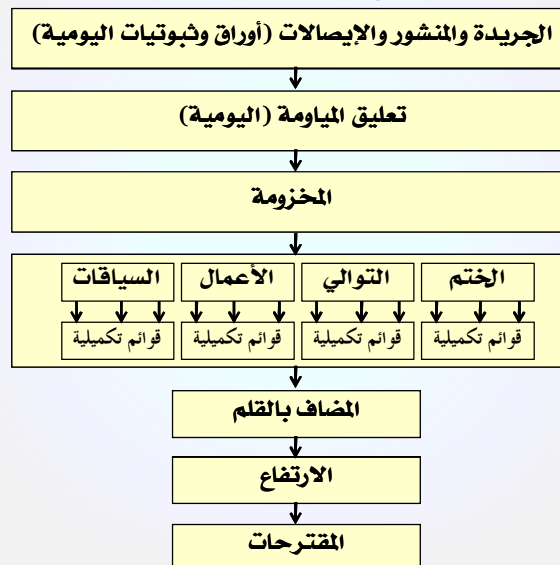 الجريدة والمنشور والإيصالات (أوراق وثبوتيات اليومية)
تعليق المياومة (اليومية)
المخزومة
الختم
التوالي
الأعمال
السياقات
قوائم تكميلية
قوائم تكميلية
قوائم تكميلية
قوائم تكميلية
المضاف بالقلم
الارتفاع
المقترحات